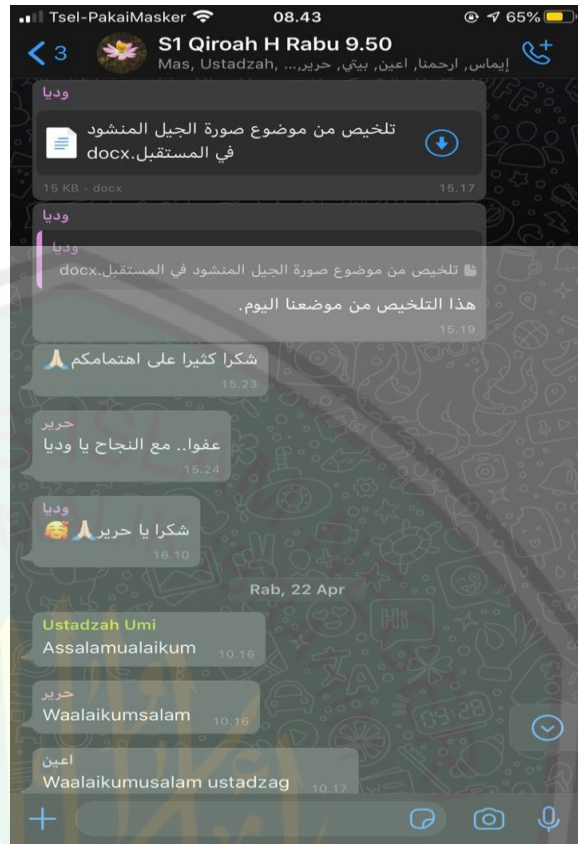 Tsel-PakaiMasker 08.43 65%
3 S1 Qiroah H Rabu 9.50
Mas, Ustadzah, ...إيماس, ارحمنا, اعين, بيتي, حرير,
وديا
تلخيص من موضوع صورة الجيل المنشود
في المستقبل.docx
15 KB • docx 15.17
وديا
وديا
تلخيص من موضوع صورة الجيل المنشود في المستقبل.docx
هذا التلخيص من موضعنا اليوم.
15.19
شكرا كثيرا على اهتمامكم🙏🏻
15.23
حرير
عفوا.. مع النجاح يا وديا
15.24
وديا
شكرا يا حرير🙏🏻🥰
16.10
Rab, 22 Apr
Ustadzah Umi
Assalamualaikum 10.16
حرير
Waalaikumsalam 10.16
اعين
Waalaikumusalam ustadzag 10.17